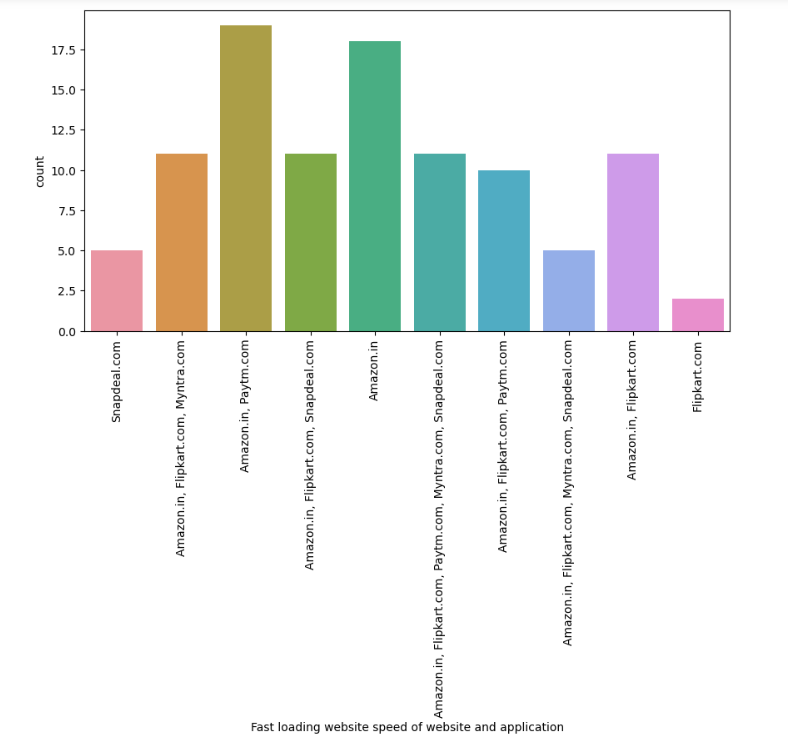 17.5
15.0
12.5
10.0
7.5
5.0
2.5
0.0
count
Snapdeal.com
Amazon.in, Flipkart.com, Myntra.com
Amazon.in, Paytm.com
Amazon.in, Flipkart.com, Snapdeal.com
Amazon.in
Amazon.in, Flipkart.com, Paytm.com, Myntra.com, Snapdeal.com
Amazon.in, Flipkart.com, Paytm.com
Amazon.in, Flipkart.com, Myntra.com, Snapdeal.com
Amazon.in, Flipkart.com
Flipkart.com
Fast loading website speed of website and application